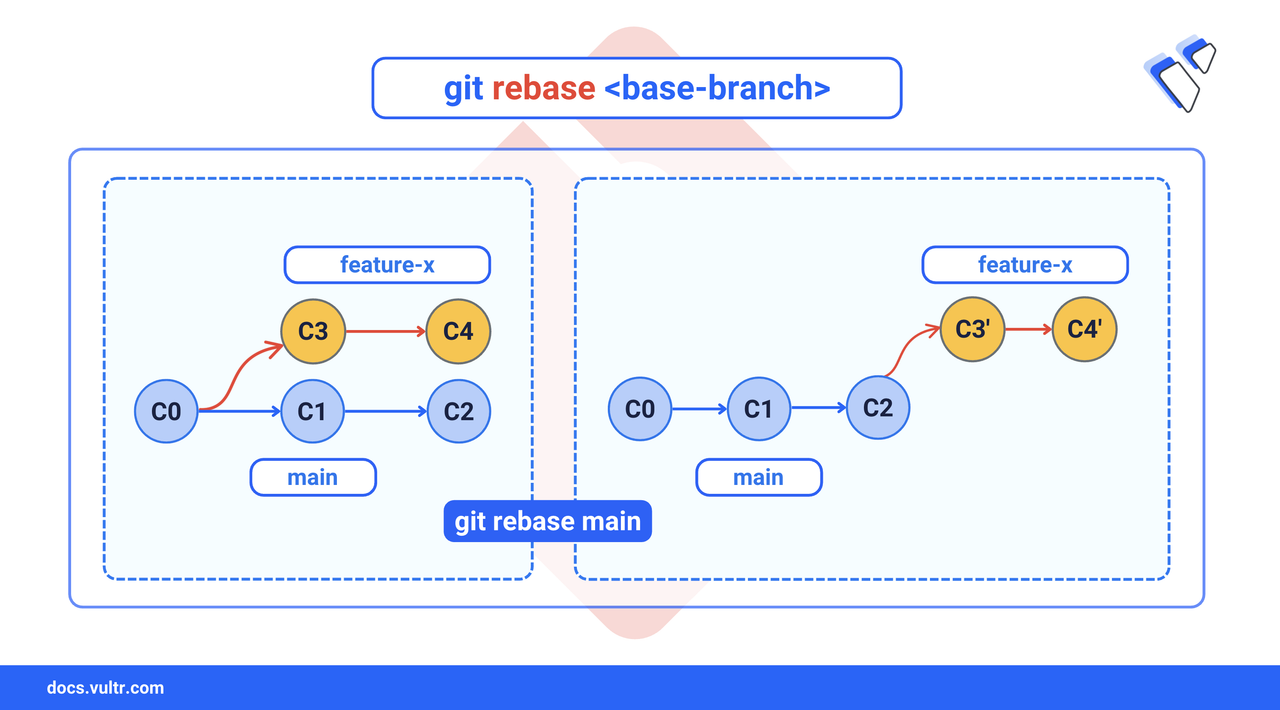 git rebase <base-branch>
feature-x
C3
C4
C0
C1
C2
main
feature-x
C3'
C4'
C0
C1
C2
main
git rebase main
docs.vultr.com